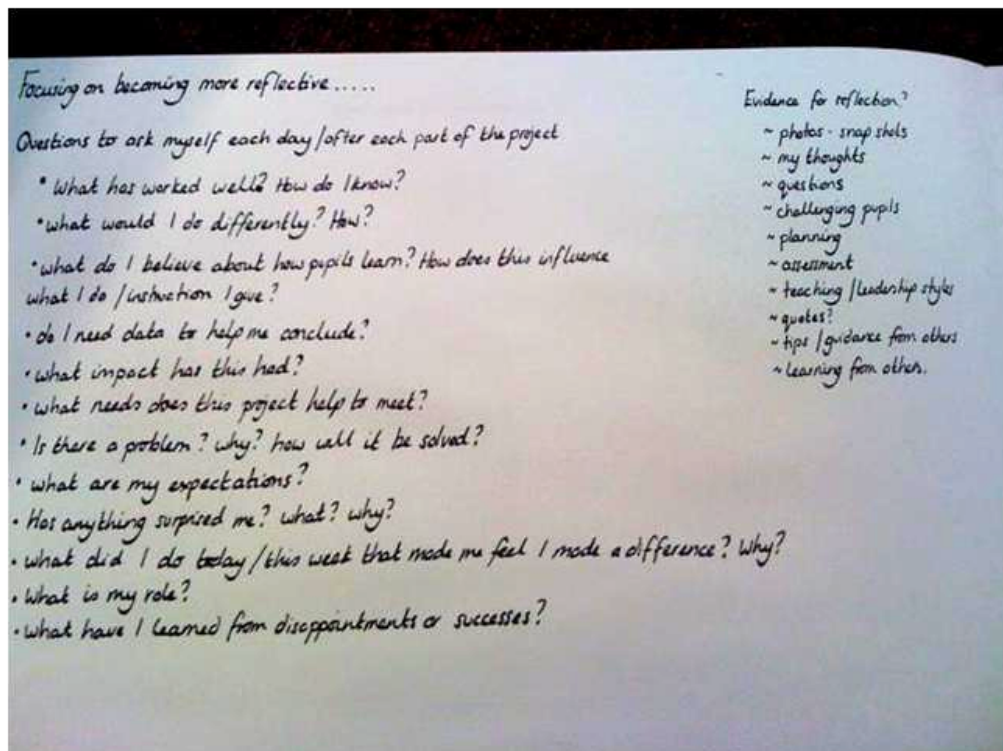 Focusing on becoming more reflective.....
Questions to ask myself each day/after each part of the project
• What has worked well? How do I know?
• what would I do differently? How?
• what do I believe about how pupils learn? How does this influence
what I do / instruction I give?
• do I need data to help me conclude?
• what impact has this had?
• what needs does this project help to meet?
• Is there a problem? why? how will it be solved?
• what are my expectations?
• Has anything surprised me? what? why?
• What did I do today/this week that made me feel I made a difference? Why?
• What is my role?
• What have I learned from disappointments or successes?
Evidence for reflection?
~ photos - snap shots
~ my thoughts
~ questions
~ challenging pupils
~ planning
~ assessment
~ teaching / leadership styles
~ quotes?
~ tips / guidance from others
~ learning from others.